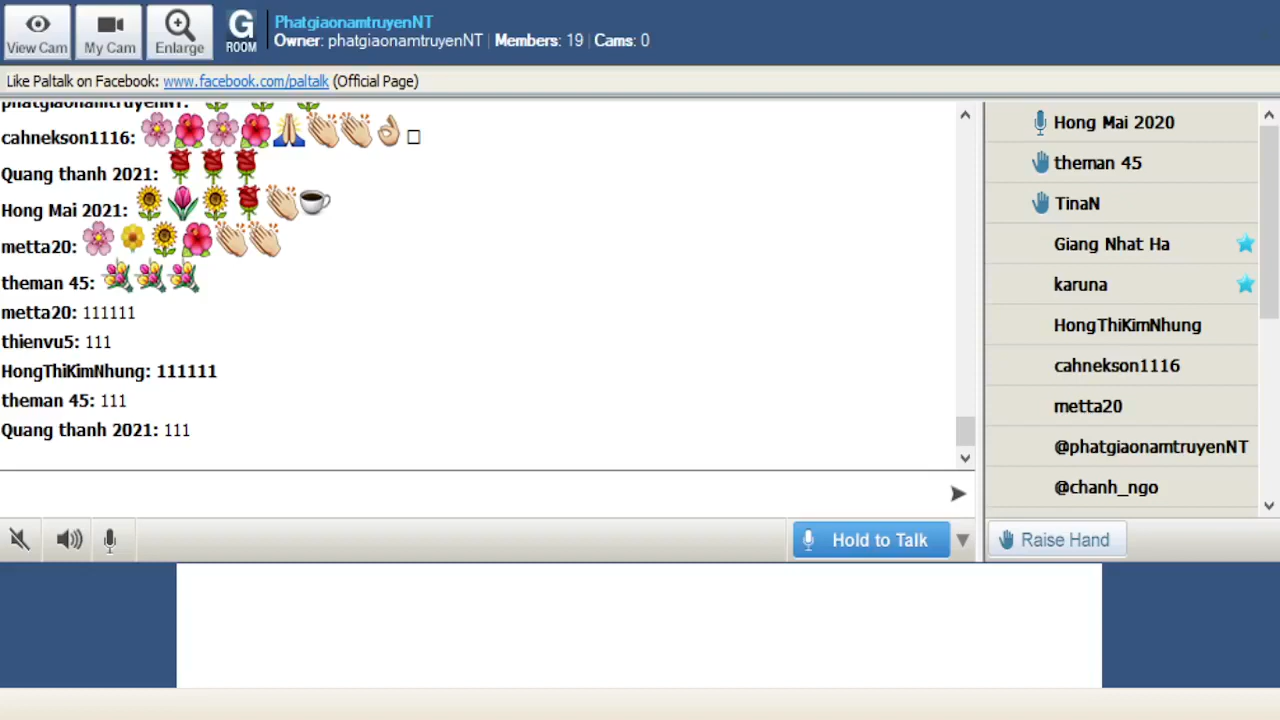 View Cam
My Cam
Enlarge
G
ROOM
PhatgiaonamtruyenNT
Owner: phatgiaonamtruyenNT | Members: 19 | Cams: 0
Like Paltalk on Facebook: www.facebook.com/paltalk (Official Page)
phatgiaonamtruyenNT:
cahnekson1116:
Quang thanh 2021:
Hong Mai 2021:
metta20:
theman 45:
metta20: 111111
thienvu5: 111
HongThiKimNhung: 111111
theman 45: 111
Quang thanh 2021: 111
Hold to Talk
Hong Mai 2020
theman 45
TinaN
Giang Nhat Ha
karuna
HongThiKimNhung
cahnekson1116
metta20
@phatgiaonamtruyenNT
@chanh_ngo
Raise Hand